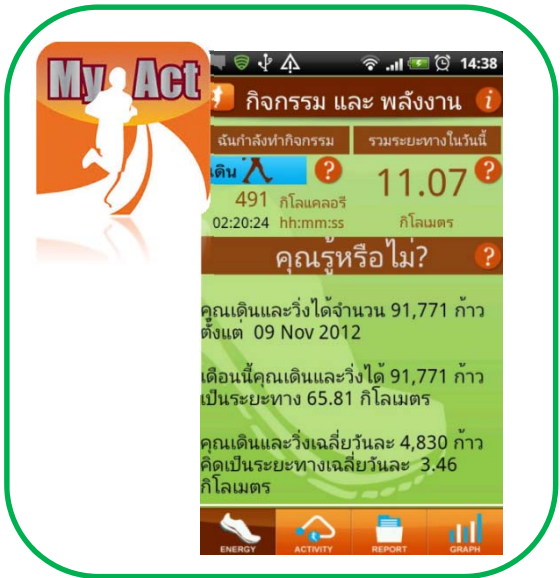 My Act
14:38
กิจกรรม และ พลังงาน i
ฉันกำลังทำกิจกรรม
รวมระยะทางในวันนี้
เดิน ?
491 กิโลแคลอรี
02:20:24 hh:mm:ss
11.07 ?
กิโลเมตร
คุณรู้หรือไม่? ?
คุณเดินและวิ่งได้จำนวน 91,771 ก้าว
ตั้งแต่ 09 Nov 2012
เดือนนี้คุณเดินและวิ่งได้ 91,771 ก้าว
เป็นระยะทาง 65.81 กิโลเมตร
คุณเดินและวิ่งเฉลี่ยวันละ 4,830 ก้าว
คิดเป็นระยะทางเฉลี่ยวันละ 3.46
กิโลเมตร
ENERGY ACTIVITY REPORT GRAPH